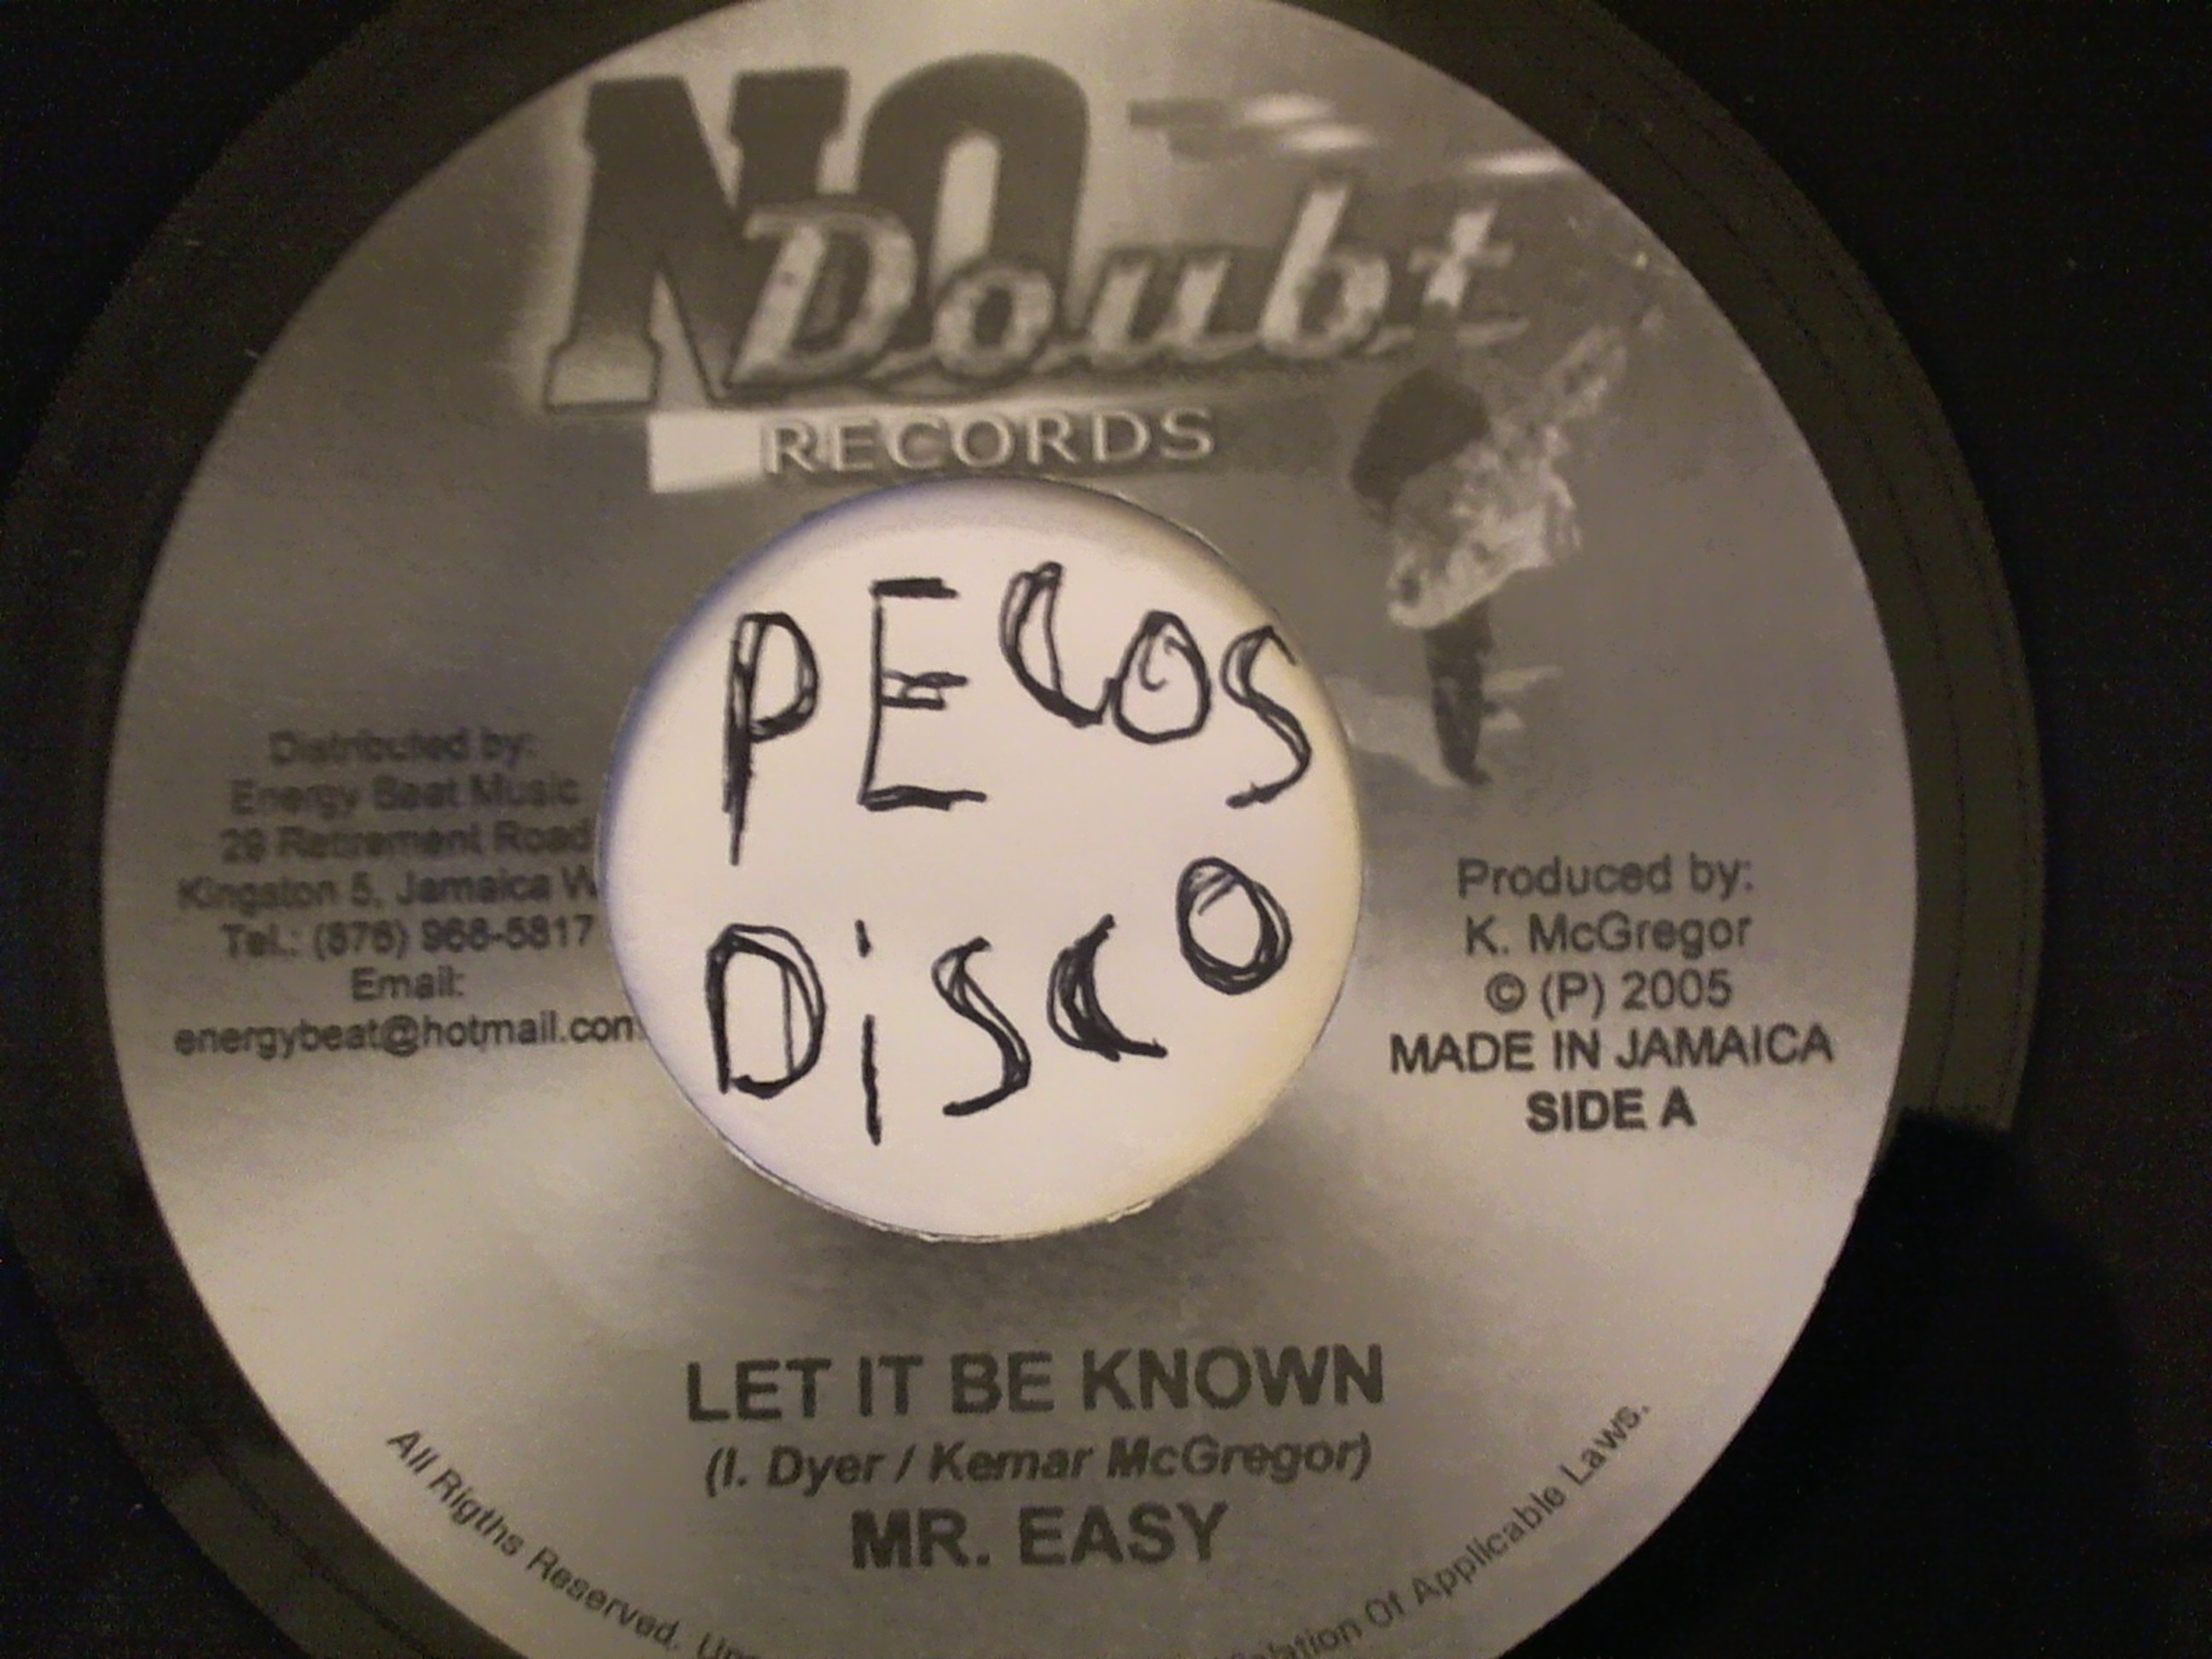 NO
Doubt
RECORDS
PECOS
DiSCO
Distributed by:
Energy Beat Music
29 Retirement Road
Kingston 5, Jamaica W
Tel.: (876) 968-5817
Email:
energybeat@hotmail.com
Produced by:
K. McGregor
© (P) 2005
MADE IN JAMAICA
SIDE A
LET IT BE KNOWN
(I. Dyer / Kemar McGregor)
MR. EASY
All Rigths Reserved. Of Applicable Laws.